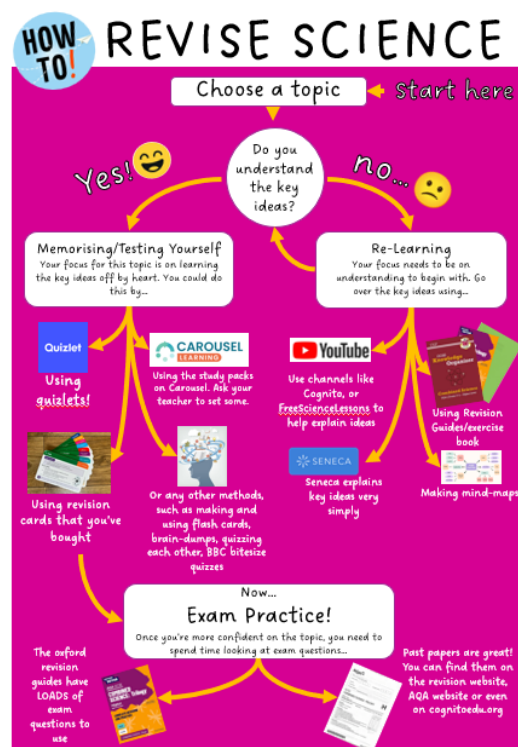 HOW
TO!
REVISE SCIENCE
Choose a topic
Start here
Do you
understand
the key
ideas?
Yes!
no...
Memorising/Testing Yourself
Your focus for this topic is on learning
the key ideas off by heart. You could do
this by...
Re-Learning
Your focus needs to be on
understanding to begin with. Go
over the key ideas using...
Quizlet
Using
quizlets!
CAROUSEL
LEARNING
Using the study packs
on Carousel. Ask your
teacher to set some.
YouTube
Use channels like
Cognito, or
FreeScienceLessons to
help explain ideas
Knowledge
Organiser
Using Revision
Guides/exercise
book
Using revision
cards that you've
bought
Or any other methods,
such as making and
using flash cards,
brain-dumps, quizzing
each other, BBC bitesize
quizzes
SENECA
Seneca explains
key ideas very
simply
Making mind-maps
Now...
Exam Practice!
Once you're more confident on the topic, you need to
spend time looking at exam questions...
The oxford
revision
guides have
LOADS of
exam
questions to
use
Past papers are great!
You can find them on
the revision website,
AQA website or even
on cognitoedu.org